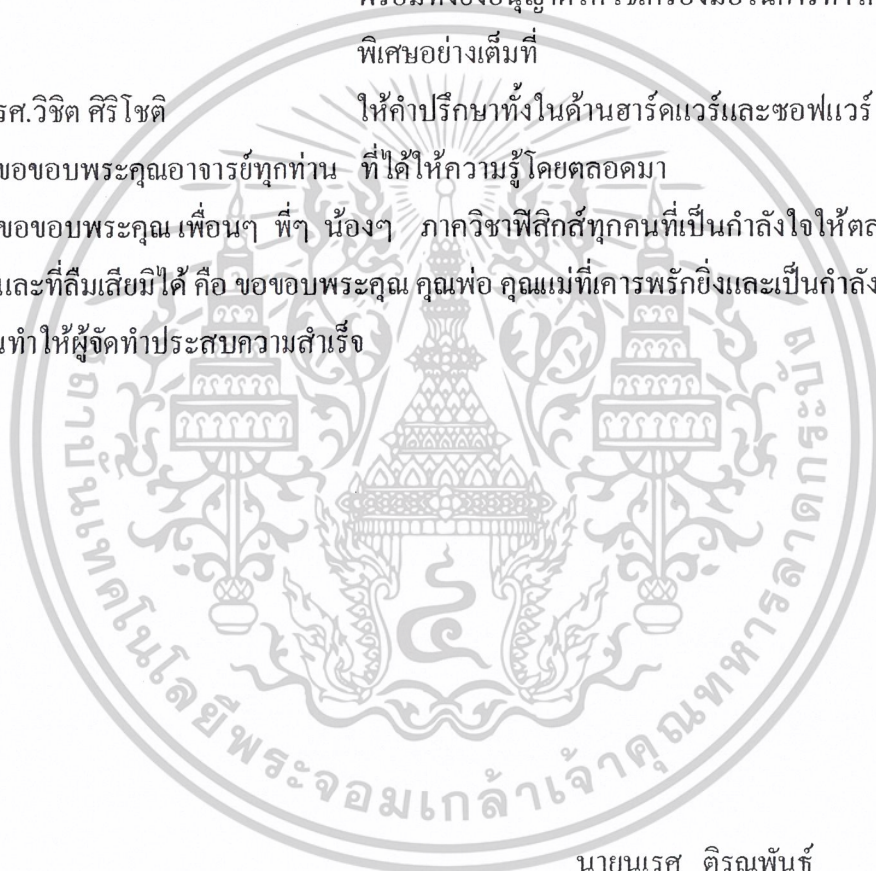 พิเศษอย่างเต็มที่
รศ.วิชิต ศิริโชติ ให้คำปรึกษาทั้งในด้านฮาร์ดแวร์และซอฟแวร์
ขอขอบพระคุณอาจารย์ทุกท่าน ที่ได้ให้ความรู้โดยตลอดมา
ขอขอบพระคุณ เพื่อนๆ พี่ๆ น้องๆ ภาควิชาฟิสิกส์ทุกคนที่เป็นกำลังใจให้ตล
และที่ลืมเสียมิได้ คือ ขอขอบพระคุณ คุณพ่อ คุณแม่ที่เคารพรักยิ่งและเป็นกำลัง
นทำให้ผู้จัดทำประสบความสำเร็จ
สถาบันเทคโนโลยีพระจอมเกล้าเจ้าคุณทหารลาดกระบัง
นายนเรศ ติรณพันธ์